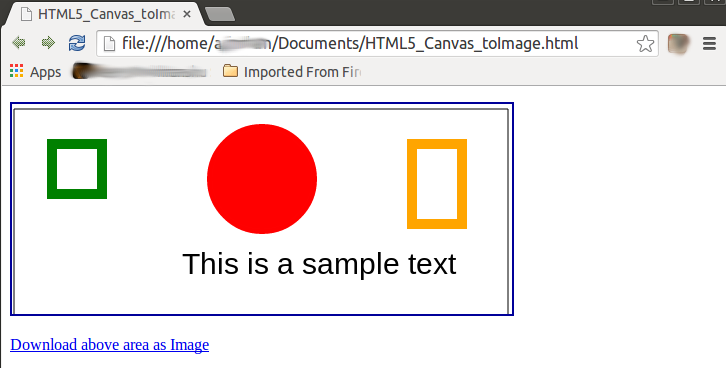 HTML5_Canvas_toIma
file:///home/ /Documents/HTML5_Canvas_toImage.html
Apps Imported From Fir
This is a sample text
Download above area as Image